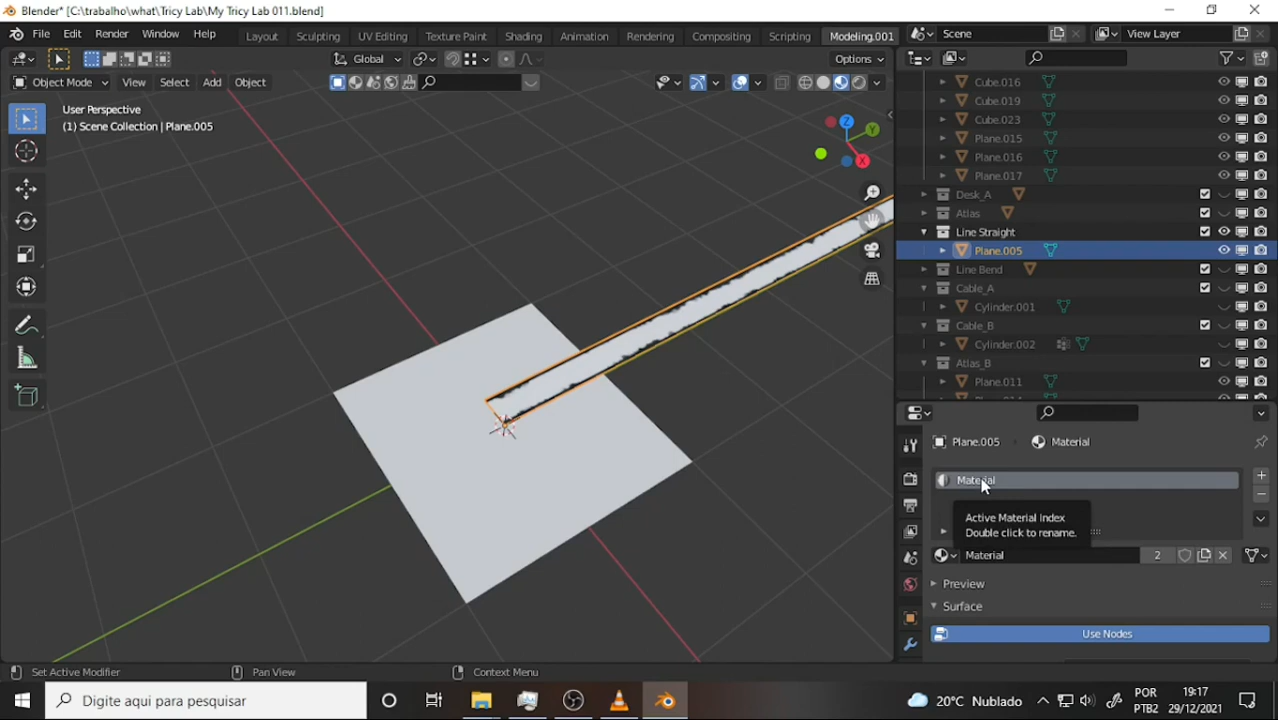 Blender* [C:\trabalho\what\Tricy Lab\My Tricy Lab 011.blend]
File Edit Render Window Help Layout Sculpting UV Editing Texture Paint Shading Animation Rendering Compositing Scripting Modeling.001 Scene View Layer
Global Options
Object Mode View Select Add Object
User Perspective
(1) Scene Collection | Plane.005
Z
Y
X
Cube.016
Cube.019
Cube.023
Plane.015
Plane.016
Plane.017
Desk_A
Atlas
Line Straight
Plane.005
Line Bend
Cable_A
Cylinder.001
Cable_B
Cylinder.002
Atlas_B
Plane.011
Plane.005 Material
Material
Active Material Index
Double click to rename.
Material 2
Preview
Surface
Use Nodes
Set Active Modifier Pan View Context Menu
Digite aqui para pesquisar
20°C Nublado
POR
PTB2
19:17
29/12/2021